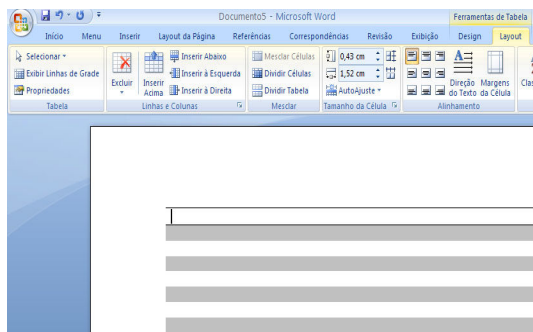 Documento5 - Microsoft Word
Ferramentas de Tabela
Início Menu Inserir Layout da Página Referências Correspondências Revisão Exibição Design Layout
Selecionar
Exibir Linhas de Grade
Propriedades
Tabela
Excluir
Inserir Acima
Inserir Abaixo
Inserir à Esquerda
Inserir à Direita
Linhas e Colunas
Mesclar Células
Dividir Células
Dividir Tabela
Mesclar
0,43 cm
1,52 cm
AutoAjuste
Tamanho da Célula
Direção do Texto
Margens da Célula
Alinhamento
Clas